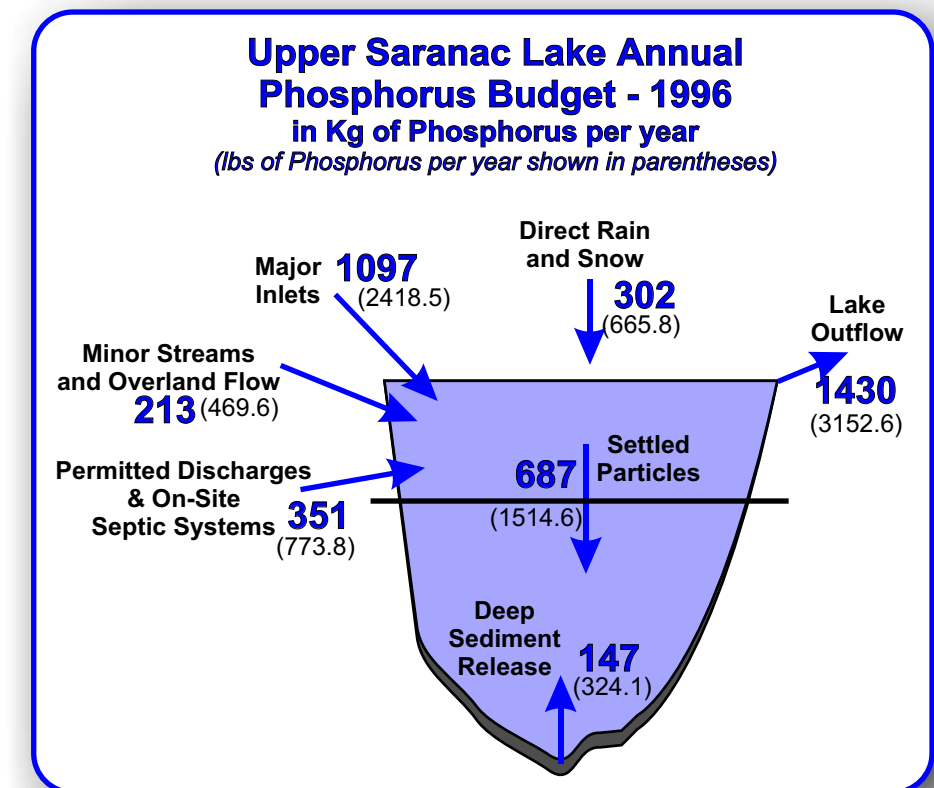 Upper Saranac Lake Annual
Phosphorus Budget - 1996
in Kg of Phosphorus per year
(lbs of Phosphorus per year shown in parentheses)
Direct Rain
and Snow
302
(665.8)
Major
Inlets
1097
(2418.5)
Lake
Outflow
1430
(3152.6)
Minor Streams
and Overland Flow
213 (469.6)
Settled
Particles
687
(1514.6)
Permitted Discharges
& On-Site
Septic Systems
351
(773.8)
Deep
Sediment
Release
147
(324.1)